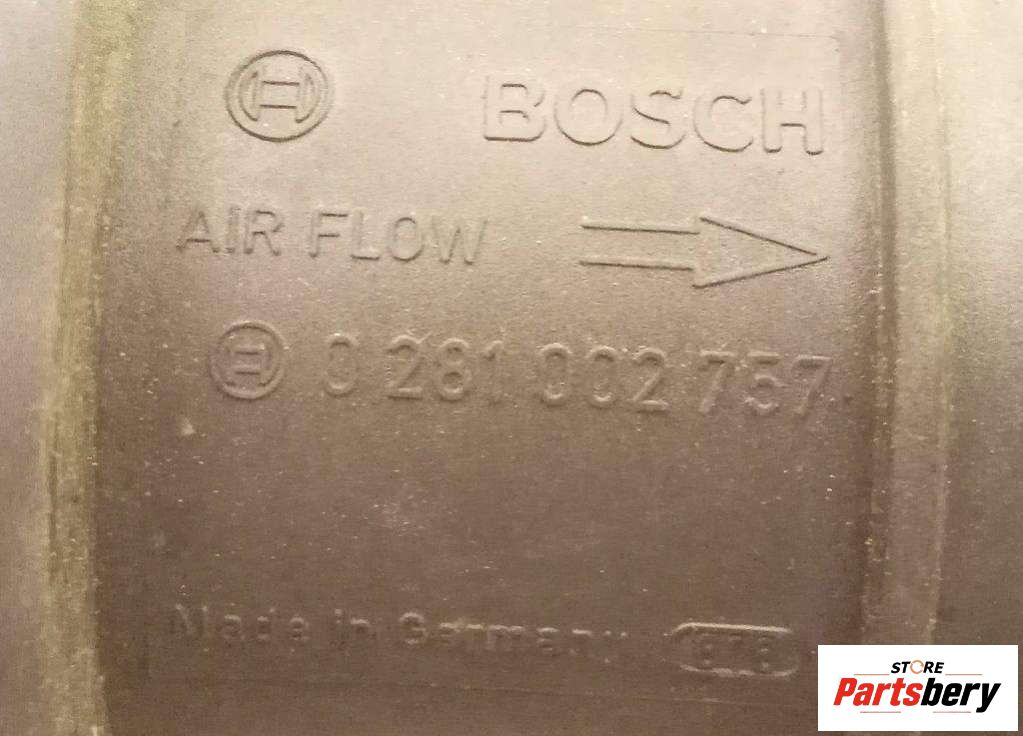 BOSCH
AIR FLOW
0 281 002 757
Made in Germany
STORE
Partsbery